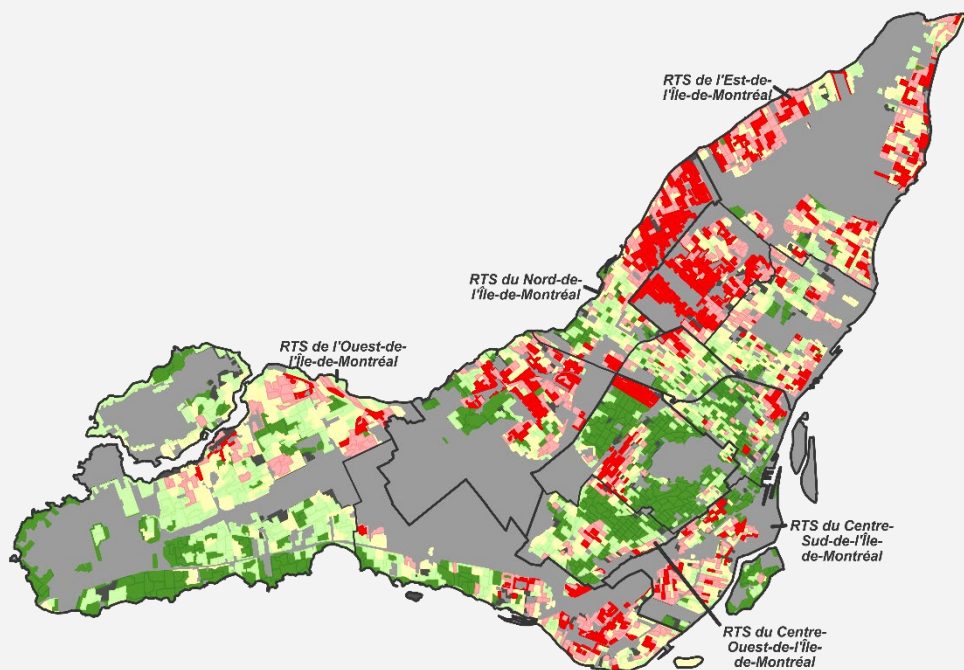 RTS de l'Est-de-
l'Île-de-Montréal
RTS du Nord-de-
l'Île-de-Montréal
RTS de l'Ouest-de-
l'Île-de-Montréal
RTS du Centre-
Sud-de-l'Île-
de-Montréal
RTS du Centre-
Ouest-de-l'Île-
de-Montréal